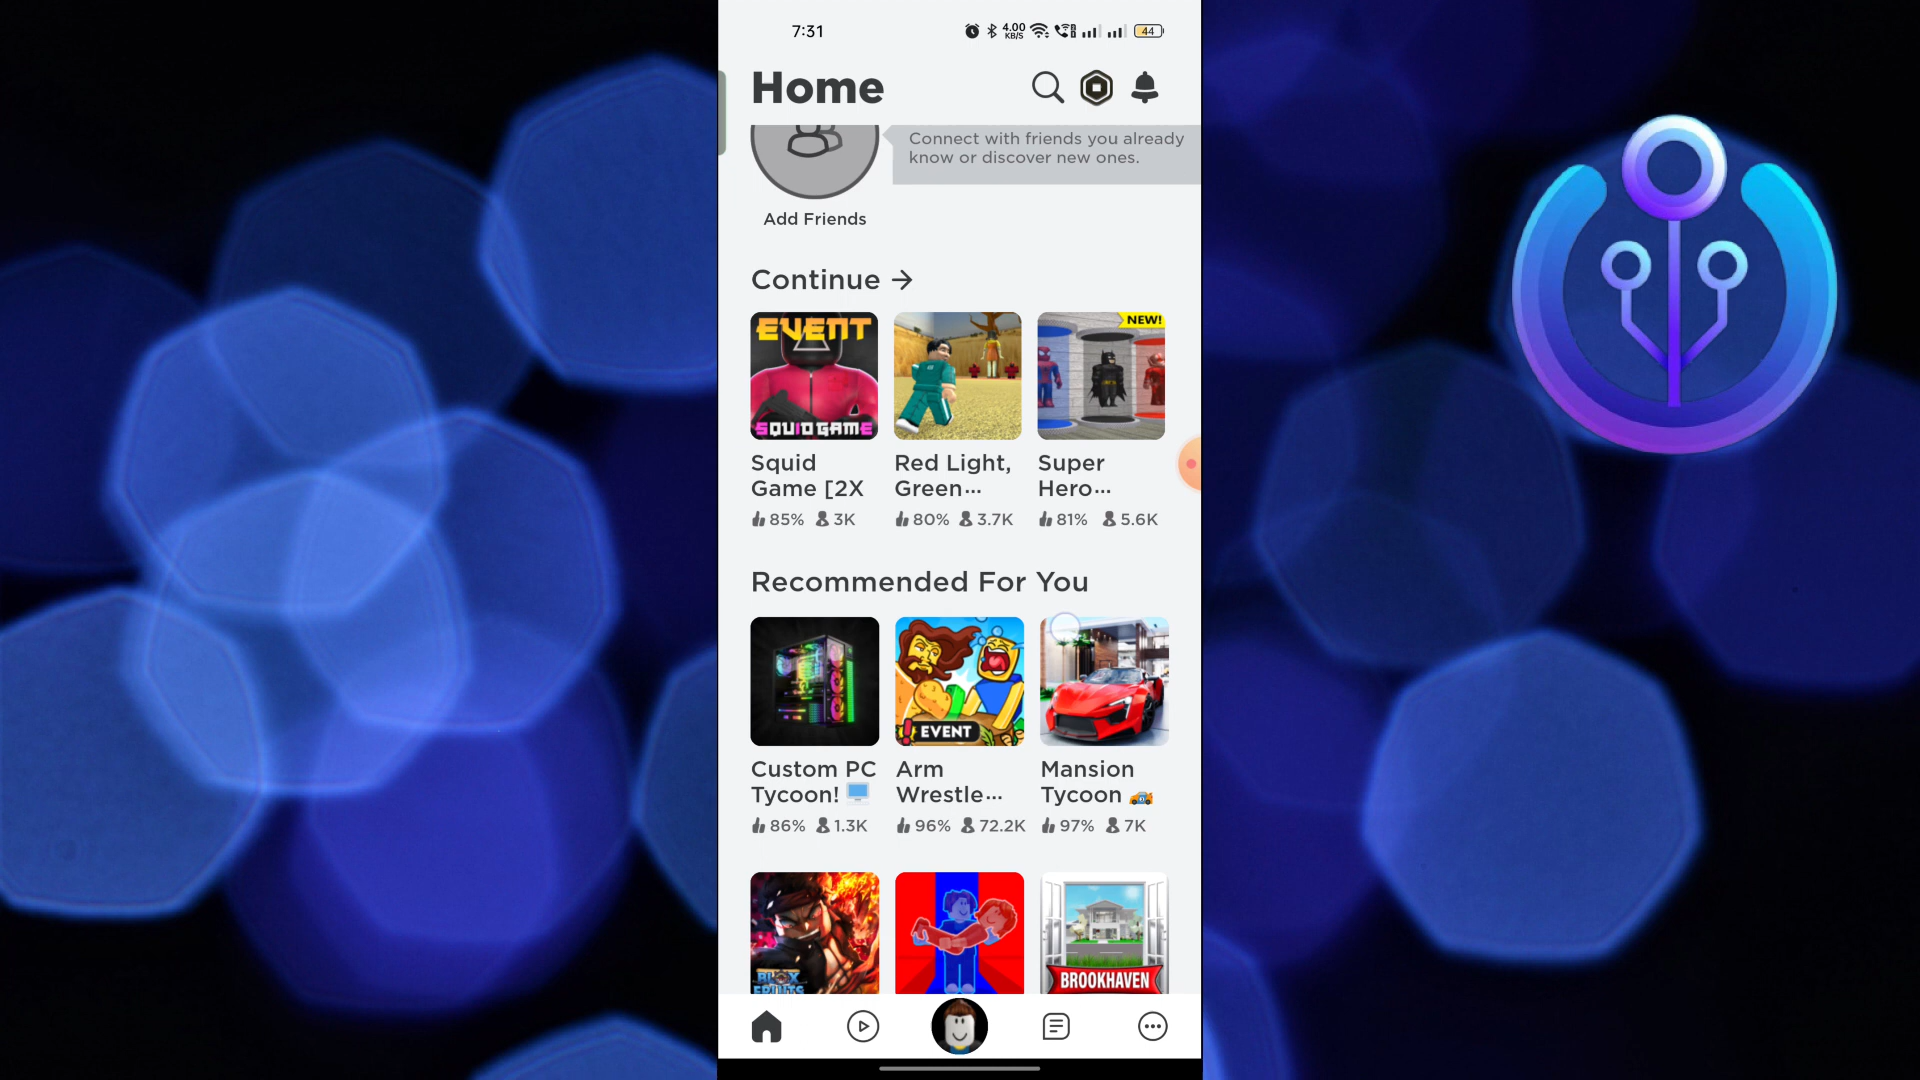 7:31
4.00
KB/S
44
Home
Connect with friends you already
know or discover new ones.
Add Friends
Continue →
EVENT
SQUID GAME
NEW!
Squid
Game [2X
85% 3K
Red Light,
Green...
80% 3.7K
Super
Hero...
81% 5.6K
Recommended For You
EVENT
Custom PC
Tycoon!
86% 1.3K
Arm
Wrestle...
96% 72.2K
Mansion
Tycoon
97% 7K
BLOX
FRUITS
BROOKHAVEN